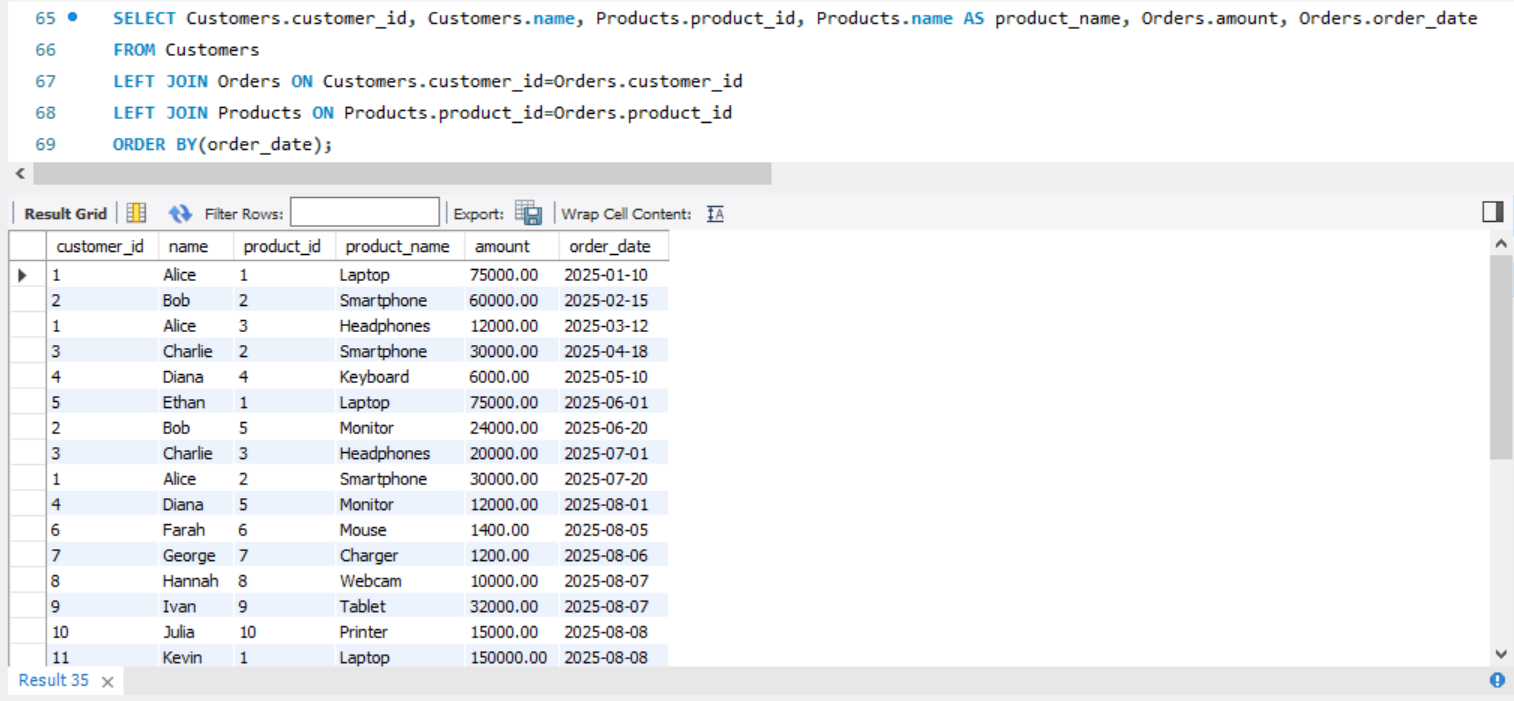 65 SELECT Customers.customer_id, Customers.name, Products.product_id, Products.name AS product_name, Orders.amount, Orders.order_date
66 FROM Customers
67 LEFT JOIN Orders ON Customers.customer_id=Orders.customer_id
68 LEFT JOIN Products ON Products.product_id=Orders.product_id
69 ORDER BY(order_date);
Result Grid Filter Rows: Export: Wrap Cell Content: IA
customer_id name product_id product_name amount order_date
1 Alice 1 Laptop 75000.00 2025-01-10
2 Bob 2 Smartphone 60000.00 2025-02-15
1 Alice 3 Headphones 12000.00 2025-03-12
3 Charlie 2 Smartphone 30000.00 2025-04-18
4 Diana 4 Keyboard 6000.00 2025-05-10
5 Ethan 1 Laptop 75000.00 2025-06-01
2 Bob 5 Monitor 24000.00 2025-06-20
3 Charlie 3 Headphones 20000.00 2025-07-01
1 Alice 2 Smartphone 30000.00 2025-07-20
4 Diana 5 Monitor 12000.00 2025-08-01
6 Farah 6 Mouse 1400.00 2025-08-05
7 George 7 Charger 1200.00 2025-08-06
8 Hannah 8 Webcam 10000.00 2025-08-07
9 Ivan 9 Tablet 32000.00 2025-08-07
10 Julia 10 Printer 15000.00 2025-08-08
11 Kevin 1 Laptop 150000.00 2025-08-08
Result 35